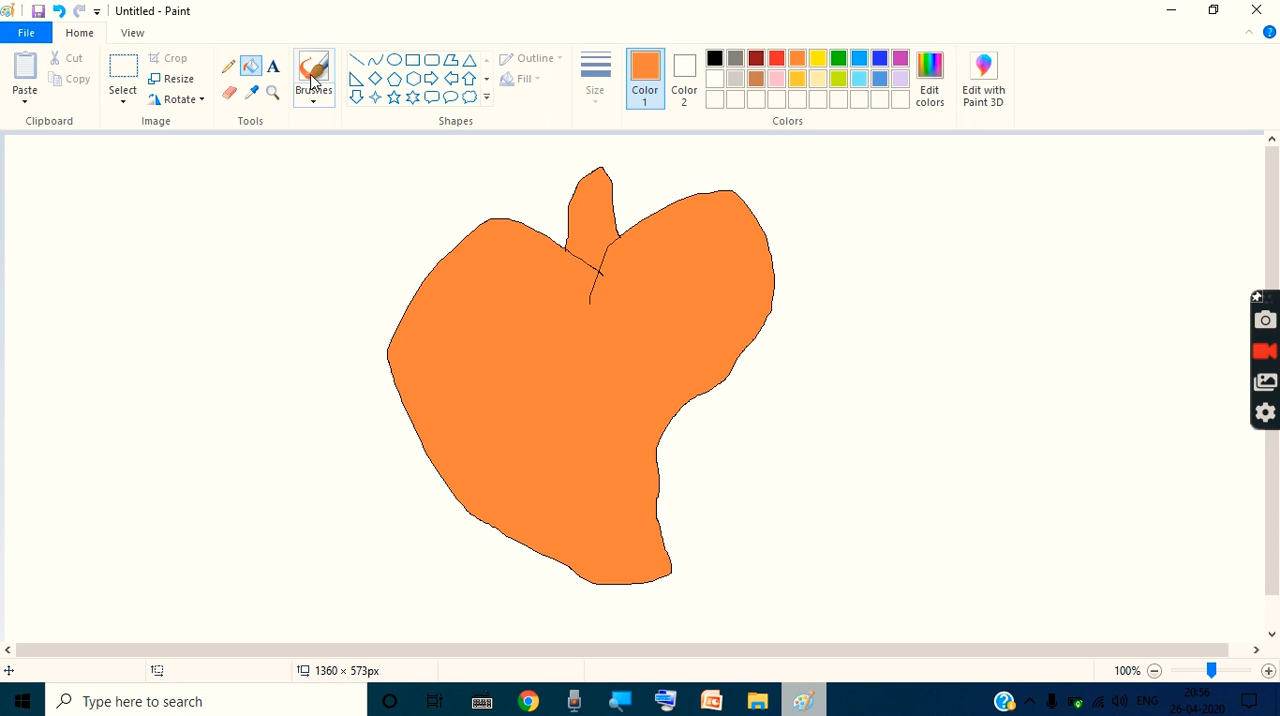 Untitled - Paint
File Home View
Cut
Copy
Paste
Crop
Resize
Rotate
Select
A
Brushes
Outline
Fill
Size
Color 1
Color 2
Edit colors
Edit with Paint 3D
Clipboard Image Tools Shapes Colors
1360 × 573px
100%
Type here to search
ENG
20:56
26-04-2020